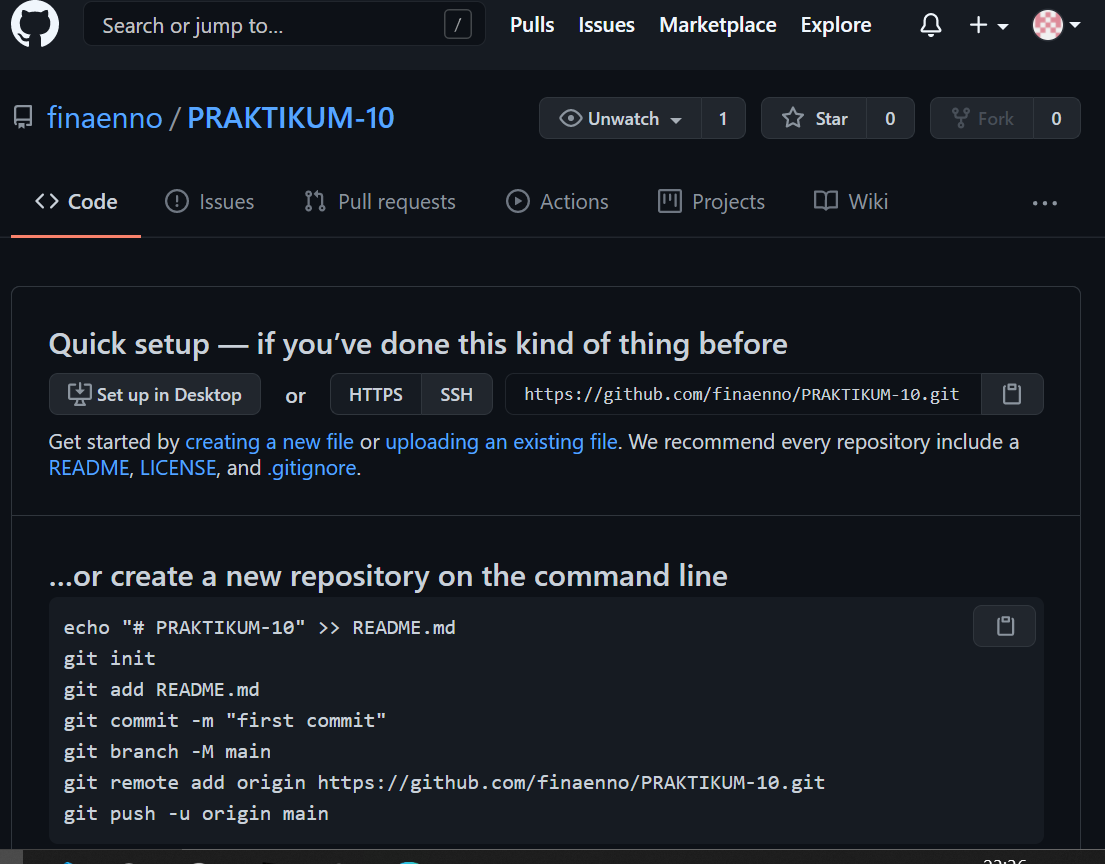 Search or jump to... /
Pulls Issues Marketplace Explore
finaenno / PRAKTIKUM-10
Unwatch 1 Star 0 Fork 0
Code Issues Pull requests Actions Projects Wiki ...
Quick setup — if you’ve done this kind of thing before
Set up in Desktop or HTTPS SSH https://github.com/finaenno/PRAKTIKUM-10.git
Get started by creating a new file or uploading an existing file. We recommend every repository include a
README, LICENSE, and .gitignore.
…or create a new repository on the command line
echo "# PRAKTIKUM-10" >> README.md
git init
git add README.md
git commit -m "first commit"
git branch -M main
git remote add origin https://github.com/finaenno/PRAKTIKUM-10.git
git push -u origin main